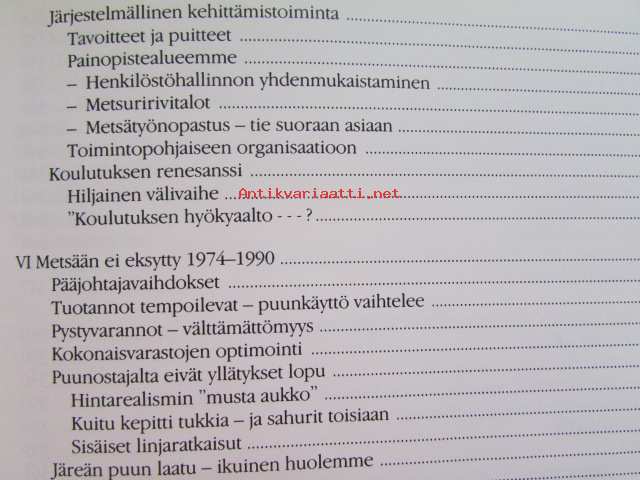 Järjestelmällinen kehittämistoiminta
Tavoitteet ja puitteet
Painopistealueemme
– Henkilöstöhallinnon yhdenmukaistaminen
– Metsuririvitalot
– Metsätyönopastus – tie suoraan asiaan
Toimintopohjaiseen organisaatioon
Koulutuksen renesanssi
Hiljainen välivaihe
Antikvariaatti.net
"Koulutuksen hyökyaalto - - - ?
VI Metsään ei eksytty 1974–1990
Pääjohtajavaihdokset
Tuotannot tempoilevat – puunkäyttö vaihtelee
Pystyvarannot – välttämättömyys
Kokonaisvarastojen optimointi
Puunostajalta eivät yllätykset lopu
Hintarealismin "musta aukko"
Kuitu kepitti tukkia – ja sahurit toisiaan
Sisäiset linjaratkaisut
Järeän puun laatu – ikuinen huolemme